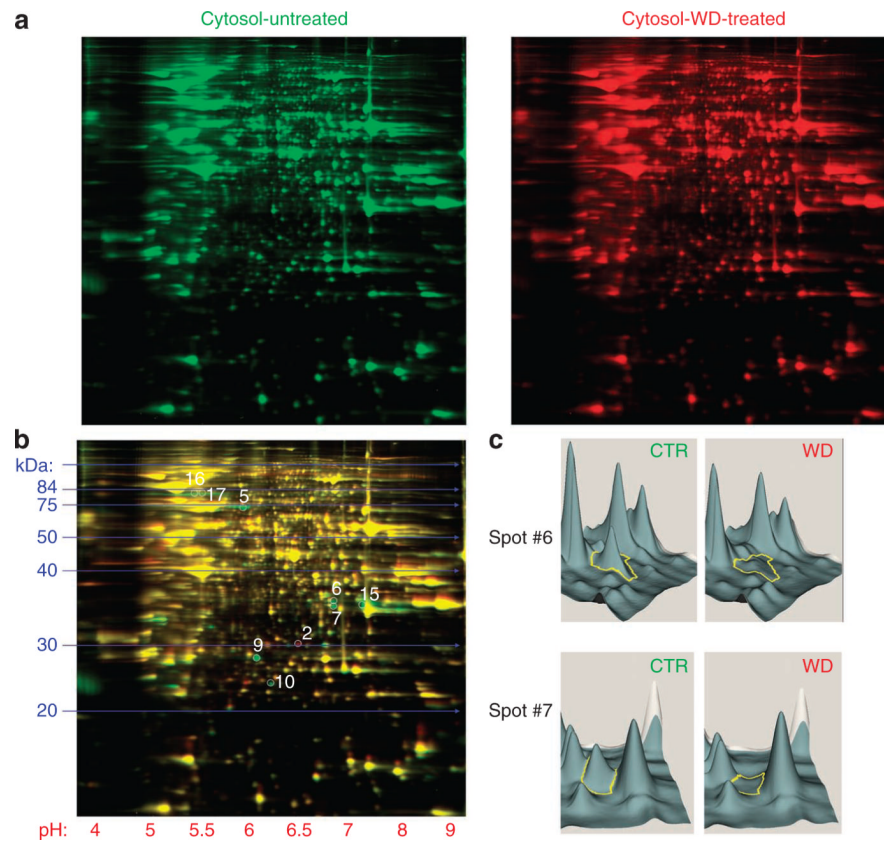 a
Cytosol-untreated
Cytosol-WD-treated
b
kDa:
84
75
50
40
30
20
16
17
5
6
15
7
2
9
10
pH: 4 5 5.5 6 6.5 7 8 9
c
CTR WD
Spot #6
CTR WD
Spot #7